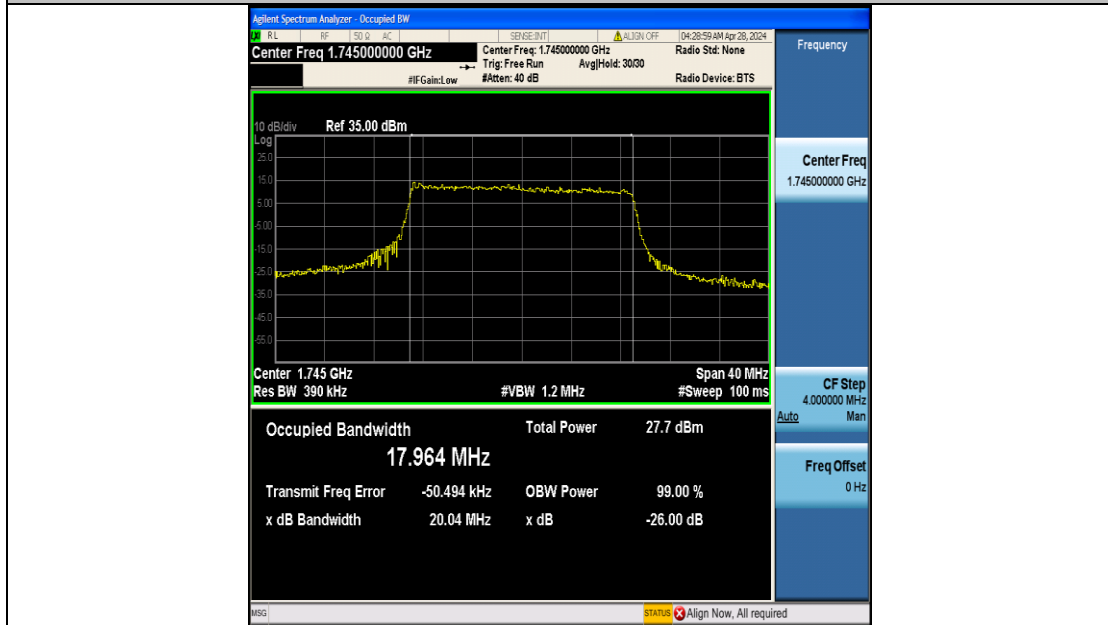 Agilent Spectrum Analyzer - Occupied BW
RL RF 50 Ω AC SENSE:INT ALIGN OFF 04:28:59 AM Apr 28, 2024
Center Freq 1.745000000 GHz
Center Freq: 1.745000000 GHz
Radio Std: None
Trig: Free Run Avg|Hold: 30/30
#IFGain:Low #Atten: 40 dB Radio Device: BTS
10 dB/div Ref 35.00 dBm
Log
25.0
15.0
5.00
-5.00
-15.0
-25.0
-35.0
-45.0
-55.0
Center 1.745 GHz Span 40 MHz
Res BW 390 kHz #VBW 1.2 MHz #Sweep 100 ms
Occupied Bandwidth Total Power 27.7 dBm
17.964 MHz
Transmit Freq Error -50.494 kHz OBW Power 99.00 %
x dB Bandwidth 20.04 MHz x dB -26.00 dB
Frequency
Center Freq
1.745000000 GHz
CF Step
4.000000 MHz
Auto Man
Freq Offset
0 Hz
MSG STATUS Align Now, All required